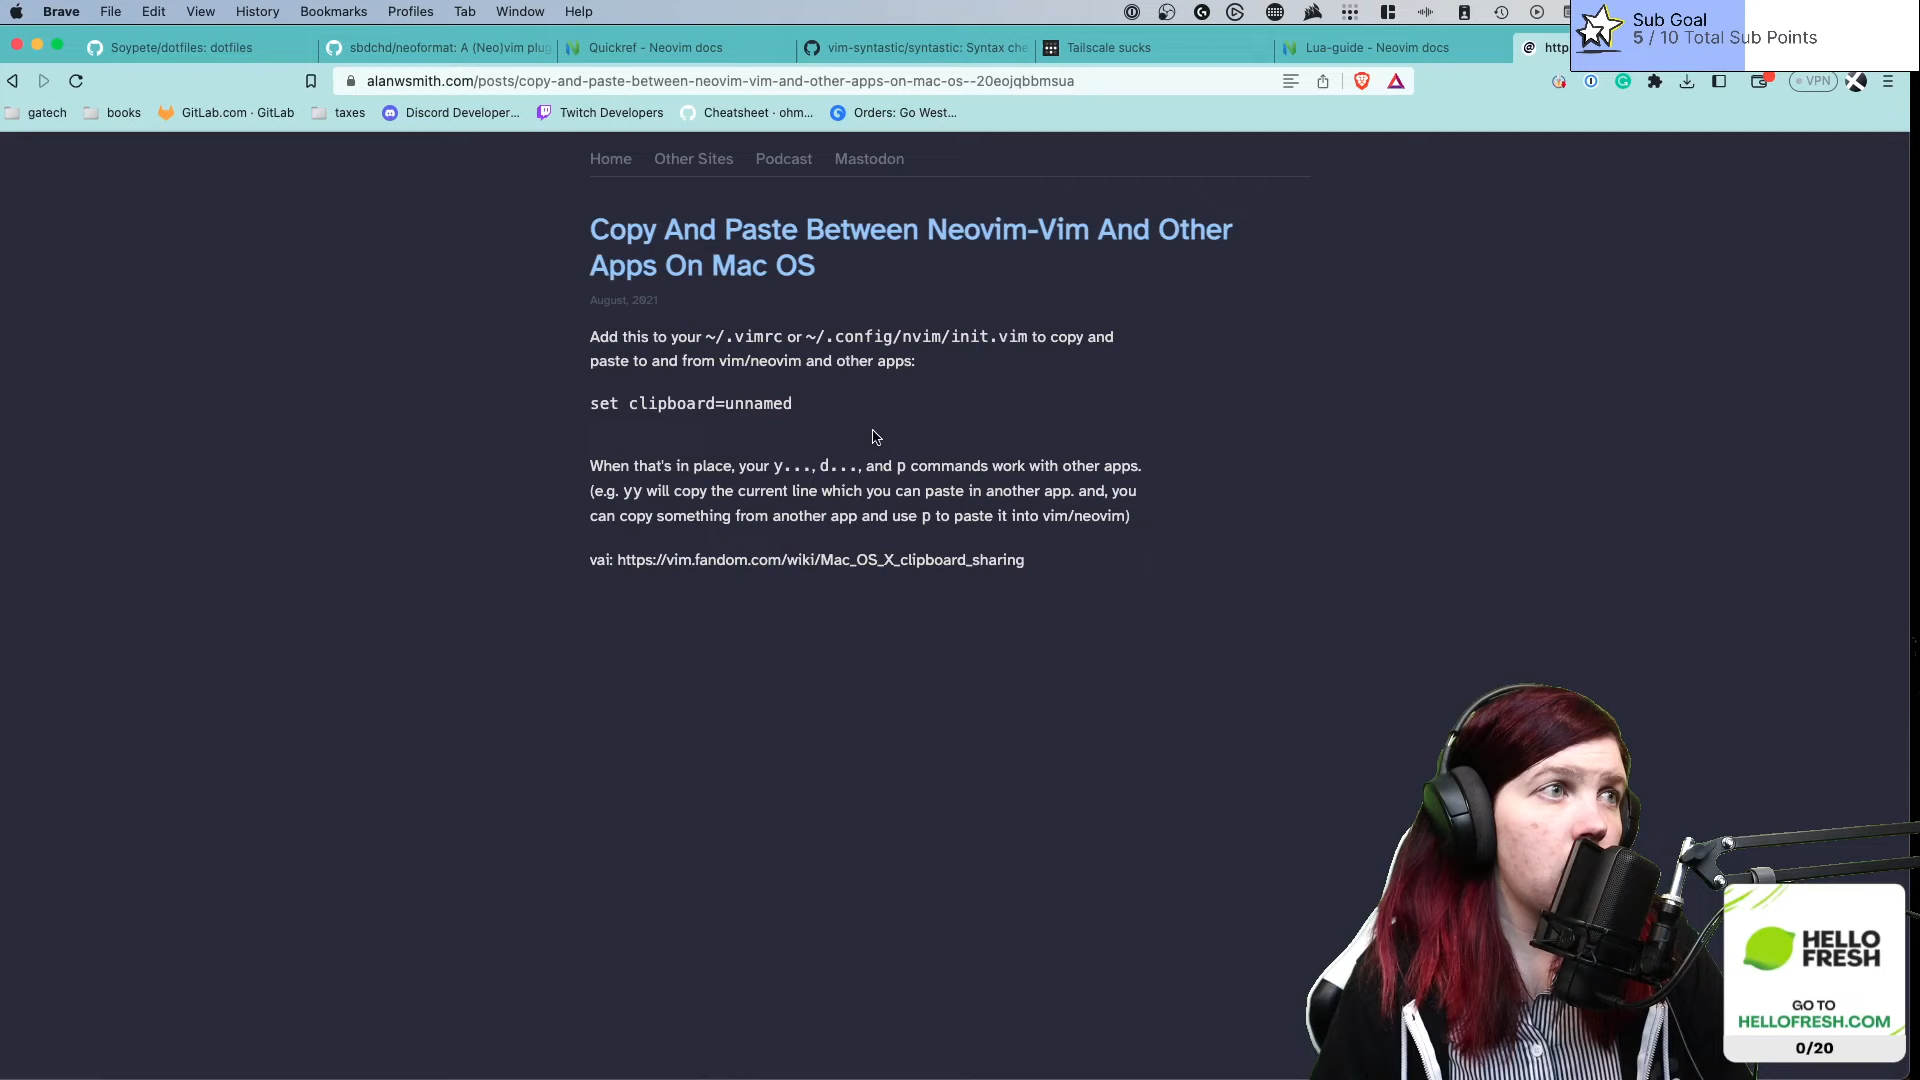 Brave File Edit View History Bookmarks Profiles Tab Window Help
Sub Goal
5 / 10 Total Sub Points
Soypete/dotfiles: dotfiles
sbdchd/neoformat: A (Neo)vim plug
Quickref - Neovim docs
vim-syntastic/syntastic: Syntax che
Tailscale sucks
Lua-guide - Neovim docs
http
alanwsmith.com/posts/copy-and-paste-between-neovim-vim-and-other-apps-on-mac-os--20eojqbbmsua
VPN
gatech books GitLab.com · GitLab taxes Discord Developer... Twitch Developers Cheatsheet · ohm... Orders: Go West...
Home Other Sites Podcast Mastodon
Copy And Paste Between Neovim-Vim And Other
Apps On Mac OS
August, 2021
Add this to your ~/.vimrc or ~/.config/nvim/init.vim to copy and
paste to and from vim/neovim and other apps:
set clipboard=unnamed
When that's in place, your y..., d..., and p commands work with other apps.
(e.g. yy will copy the current line which you can paste in another app. and, you
can copy something from another app and use p to paste it into vim/neovim)
vai: https://vim.fandom.com/wiki/Mac_OS_X_clipboard_sharing
HELLO
FRESH
GO TO
HELLOFRESH.COM
0/20